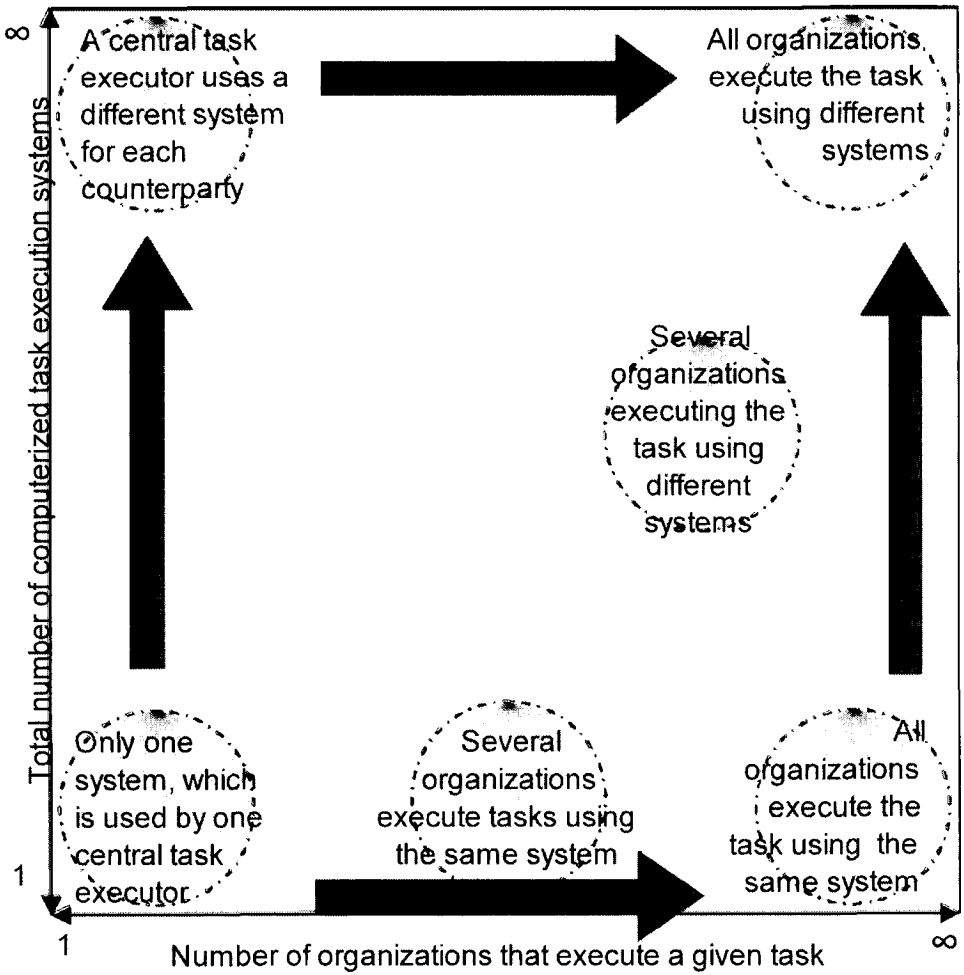 ∞
A central task
executor uses a
different system
for each
counterparty
All organizations
execute the task
using different
systems
Total number of computerized task execution systems
Several
organizations
executing the
task using
different
systems
Only one
system, which
is used by one
central task
executor
Several
organizations
execute tasks using
the same system
All
organizations
execute the
task using the
same system
1
1
Number of organizations that execute a given task
∞